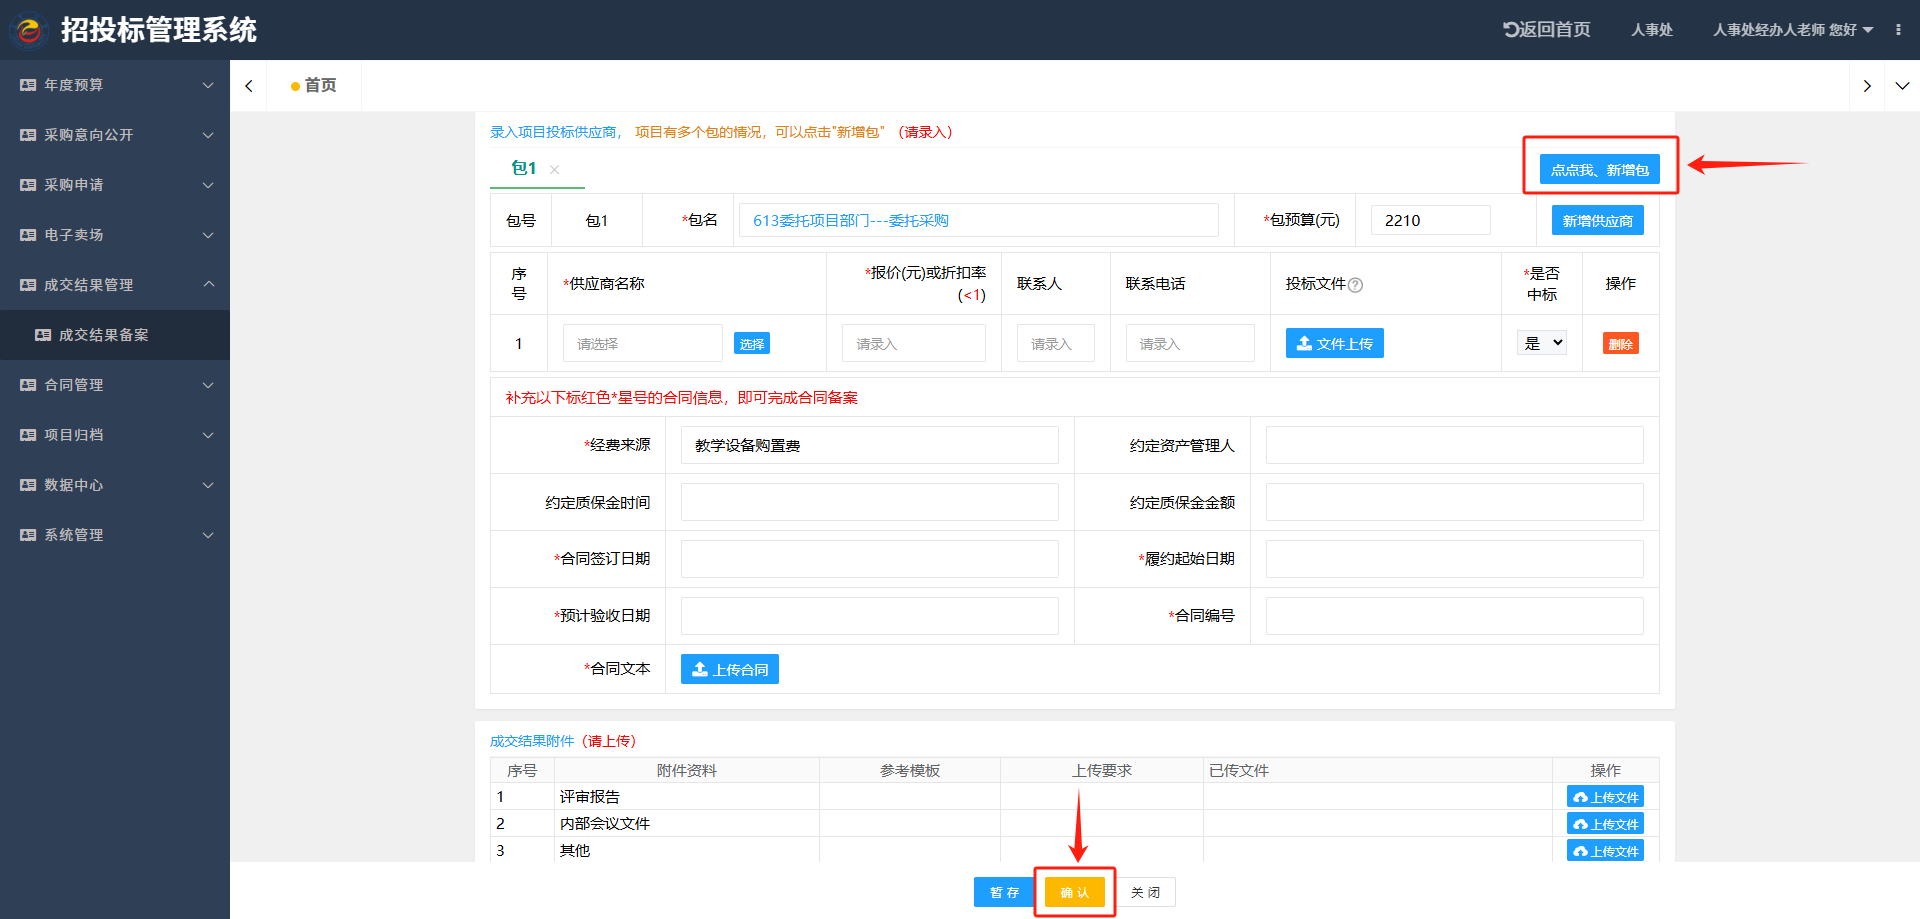 招投标管理系统
返回首页
人事处
人事处经办人老师 您好
年度预算
采购意向公开
采购申请
电子卖场
成交结果管理
成交结果备案
合同管理
项目归档
数据中心
系统管理
首页
录入项目投标供应商， 项目有多个包的情况，可以点击"新增包" （请录入）
包1
点点我、新增包
包号 包1 *包名 613委托项目部门---委托采购 *包预算(元) 2210 新增供应商
序号 *供应商名称 *报价(元)或折扣率(<1) 联系人 联系电话 投标文件 *是否中标 操作
1 请选择 选择 请录入 请录入 请录入 文件上传 是 删除
补充以下标红色*星号的合同信息，即可完成合同备案
*经费来源 教学设备购置费 约定资产管理人
约定质保金时间 约定质保金金额
*合同签订日期 *履约起始日期
*预计验收日期 *合同编号
*合同文本 上传合同
成交结果附件（请上传）
序号 附件资料 参考模板 上传要求 已传文件 操作
1 评审报告 上传文件
2 内部会议文件 上传文件
3 其他 上传文件
暂存 确认 关闭